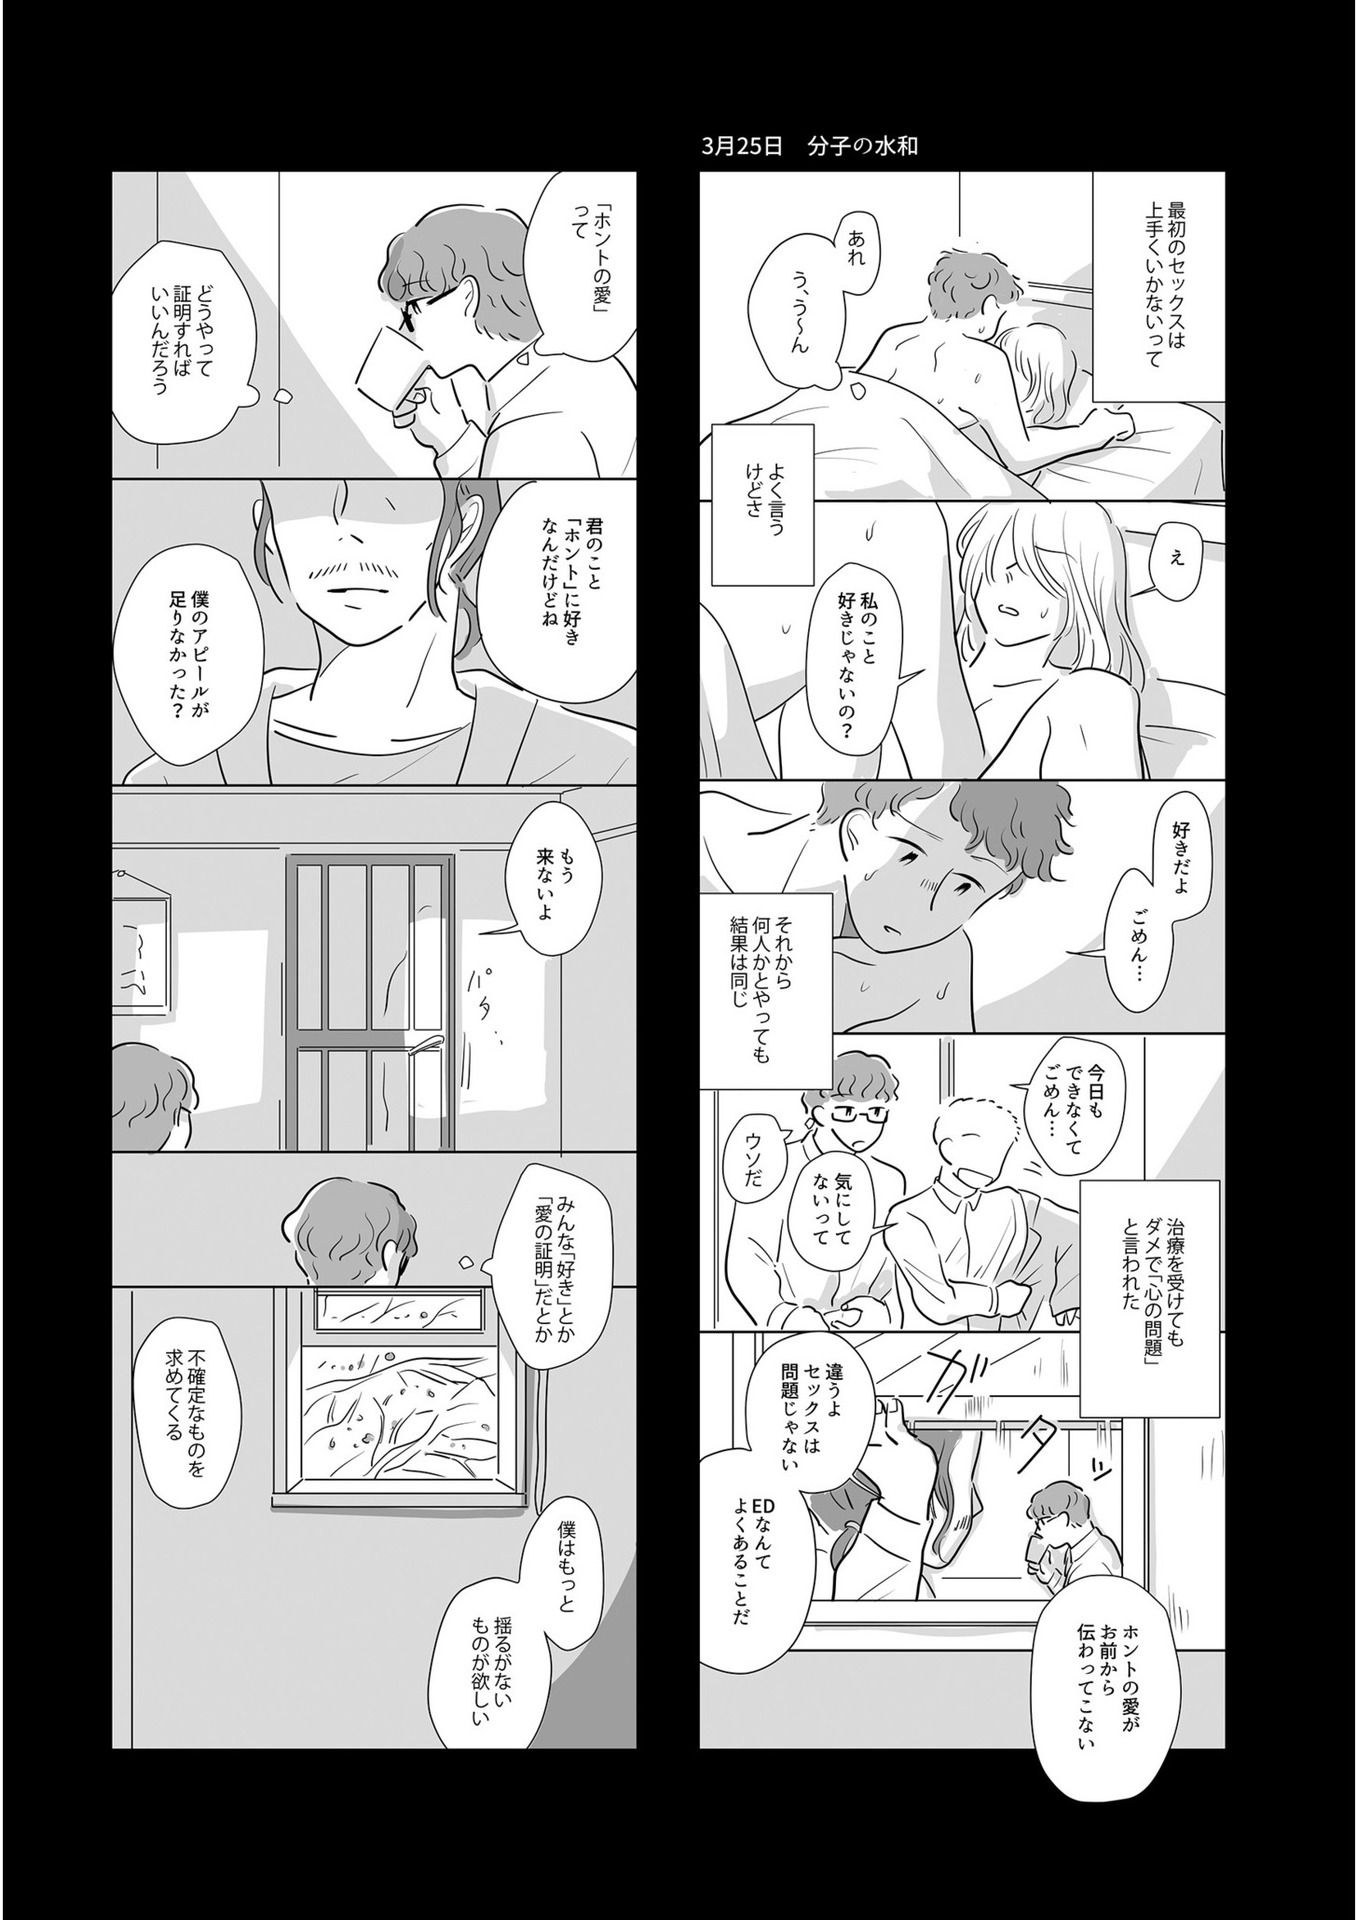 3月25日　分子の水和
最初のセックスは
上手くいかないって
あれ
う、う〜ん
よく言う
けどさ
え
私のこと
好きじゃないの？
好きだよ
ごめん…
それから
何人かとやっても
結果は同じ
今日も
できなくて
ごめん…
気にして
ないって
ウソだ
治療を受けても
ダメで「心の問題」
と言われた
ガタッ
違うよ
セックスは
問題じゃない
EDなんて
よくあることだ
ホントの愛が
お前から
伝わってこない
「ホントの愛」
って
どうやって
証明すれば
いいんだろう
君のこと
「ホント」に好き
なんだけどね
僕のアピールが
足りなかった？
もう
来ないよ
パタ…
みんな「好き」とか
「愛の証明」だとか
不確定なものを
求めてくる
僕はもっと
揺るがない
ものが欲しい